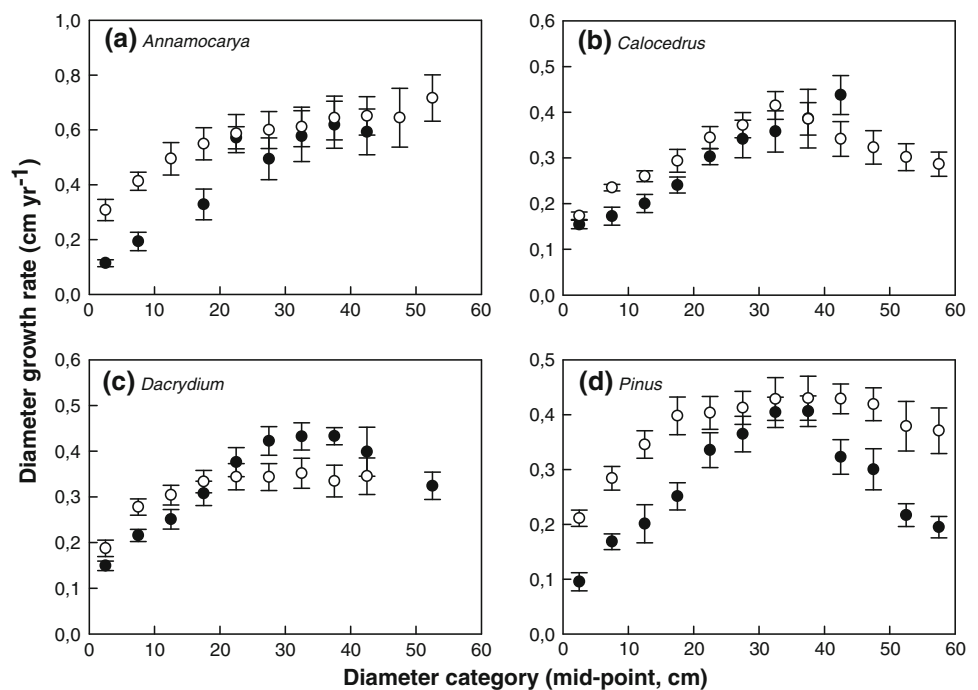 (a) Annamocarya
1,0
0,8
0,6
0,4
0,2
0,0
0 10 20 30 40 50 60
(b) Calocedrus
0,6
0,5
0,4
0,3
0,2
0,1
0,0
0 10 20 30 40 50 60
(c) Dacrydium
0,6
0,5
0,4
0,3
0,2
0,1
0,0
0 10 20 30 40 50 60
(d) Pinus
0,5
0,4
0,3
0,2
0,1
0,0
0 10 20 30 40 50 60
Diameter growth rate (cm yr⁻¹)
Diameter category (mid-point, cm)